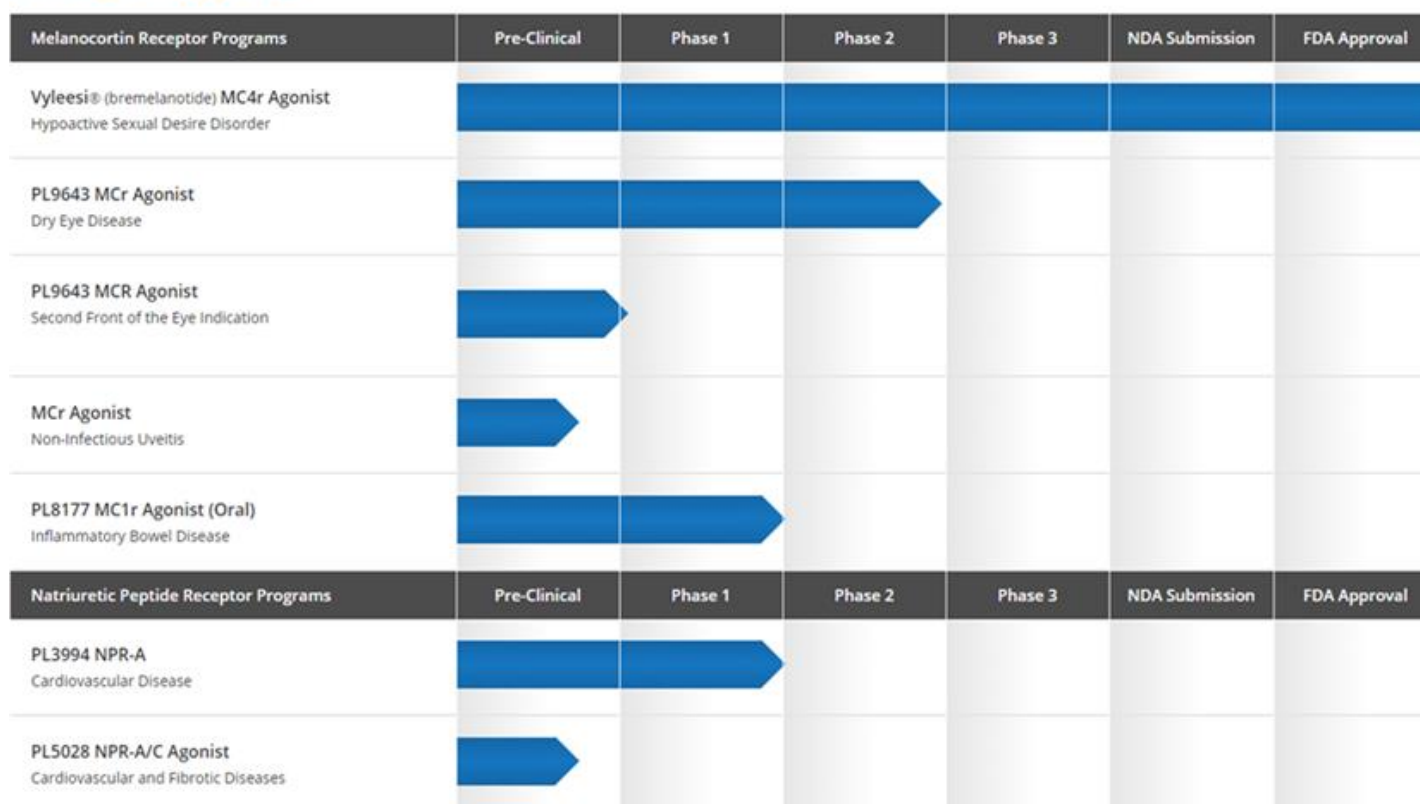 Melanocortin Receptor Programs Pre-Clinical Phase 1 Phase 2 Phase 3 NDA Submission FDA Approval
Vyleesi® (bremelanotide) MC4r Agonist
Hypoactive Sexual Desire Disorder
PL9643 MCr Agonist
Dry Eye Disease
PL9643 MCR Agonist
Second Front of the Eye Indication
MCr Agonist
Non-Infectious Uveitis
PL8177 MC1r Agonist (Oral)
Inflammatory Bowel Disease
Natriuretic Peptide Receptor Programs Pre-Clinical Phase 1 Phase 2 Phase 3 NDA Submission FDA Approval
PL3994 NPR-A
Cardiovascular Disease
PL5028 NPR-A/C Agonist
Cardiovascular and Fibrotic Diseases